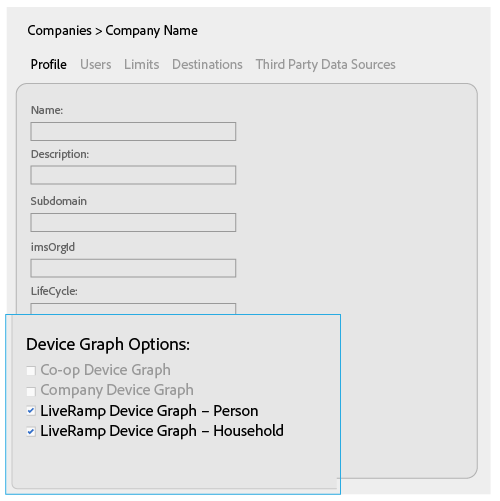 Companies > Company Name
Profile Users Limits Destinations Third Party Data Sources
Name:
Description:
Subdomain
imsOrgId
LifeCycle:
Device Graph Options:
Co-op Device Graph
Company Device Graph
LiveRamp Device Graph – Person
LiveRamp Device Graph – Household